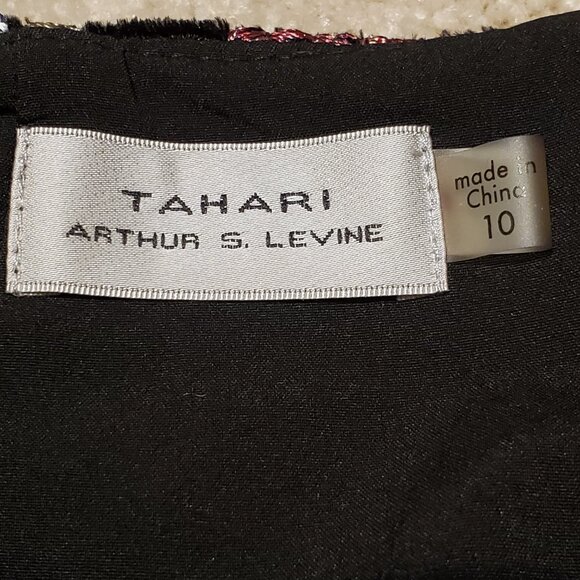 TAHARI
ARTHUR S. LEVINE
made in
China
10